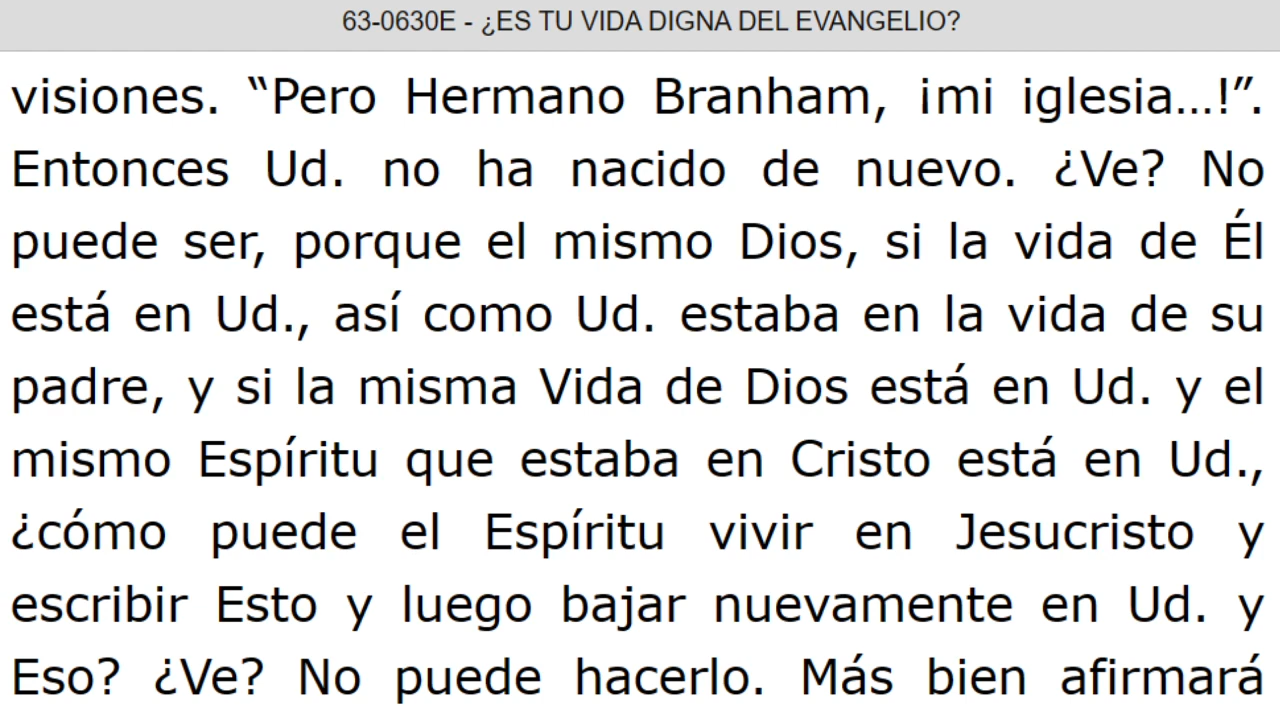 63-0630E - ¿ES TU VIDA DIGNA DEL EVANGELIO?
visiones. “Pero Hermano Branham, ¡mi iglesia...!”.
Entonces Ud. no ha nacido de nuevo. ¿Ve? No
puede ser, porque el mismo Dios, si la vida de Él
está en Ud., así como Ud. estaba en la vida de su
padre, y si la misma Vida de Dios está en Ud. y el
mismo Espíritu que estaba en Cristo está en Ud.,
¿cómo puede el Espíritu vivir en Jesucristo y
escribir Esto y luego bajar nuevamente en Ud. y
Eso? ¿Ve? No puede hacerlo. Más bien afirmará